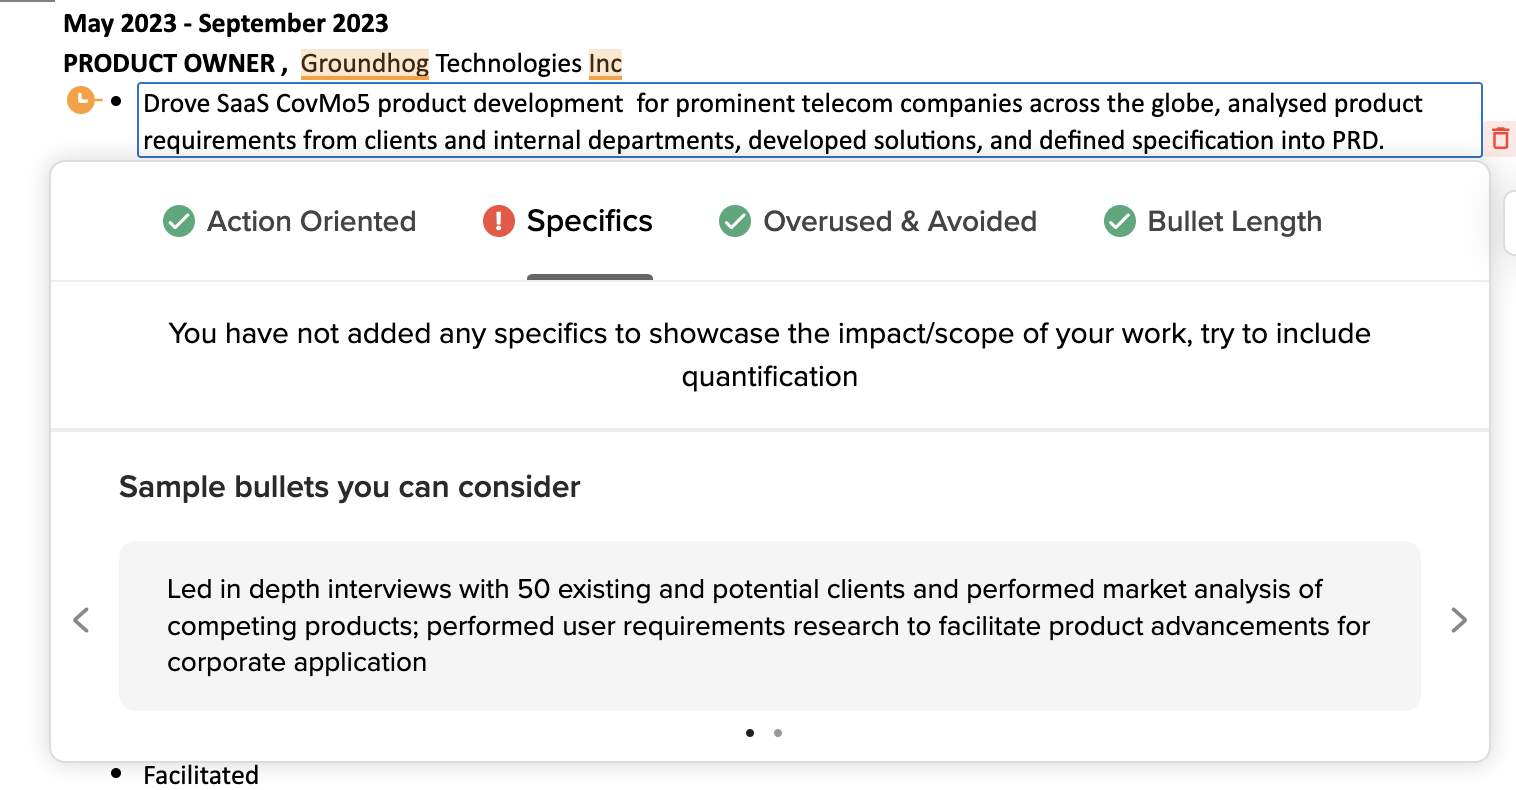 May 2023 - September 2023
PRODUCT OWNER ,  Groundhog Technologies Inc
• Drove SaaS CovMo5 product development  for prominent telecom companies across the globe, analysed product
requirements from clients and internal departments, developed solutions, and defined specification into PRD.
Action Oriented Specifics Overused & Avoided Bullet Length
You have not added any specifics to showcase the impact/scope of your work, try to include
quantification
Sample bullets you can consider
Led in depth interviews with 50 existing and potential clients and performed market analysis of
competing products; performed user requirements research to facilitate product advancements for
corporate application
• Facilitated